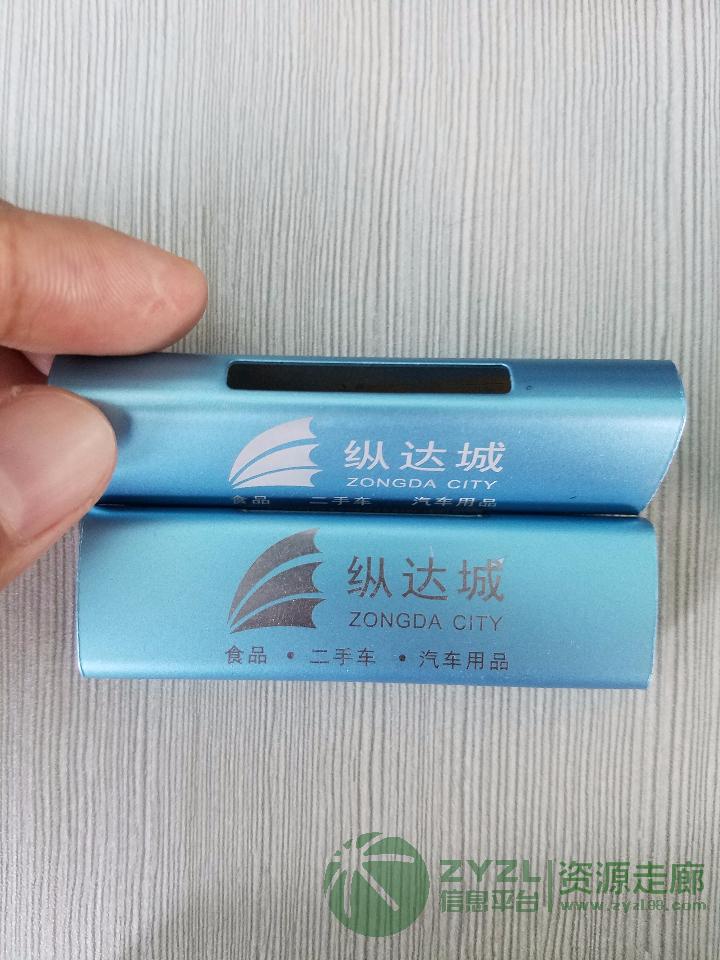 纵达城
ZONGDA CITY
食品 二手车 汽车用品
纵达城
ZONGDA CITY
食品 • 二手车 • 汽车用品
ZYZL
信息平台
资源走廊
www.zyzl98.com